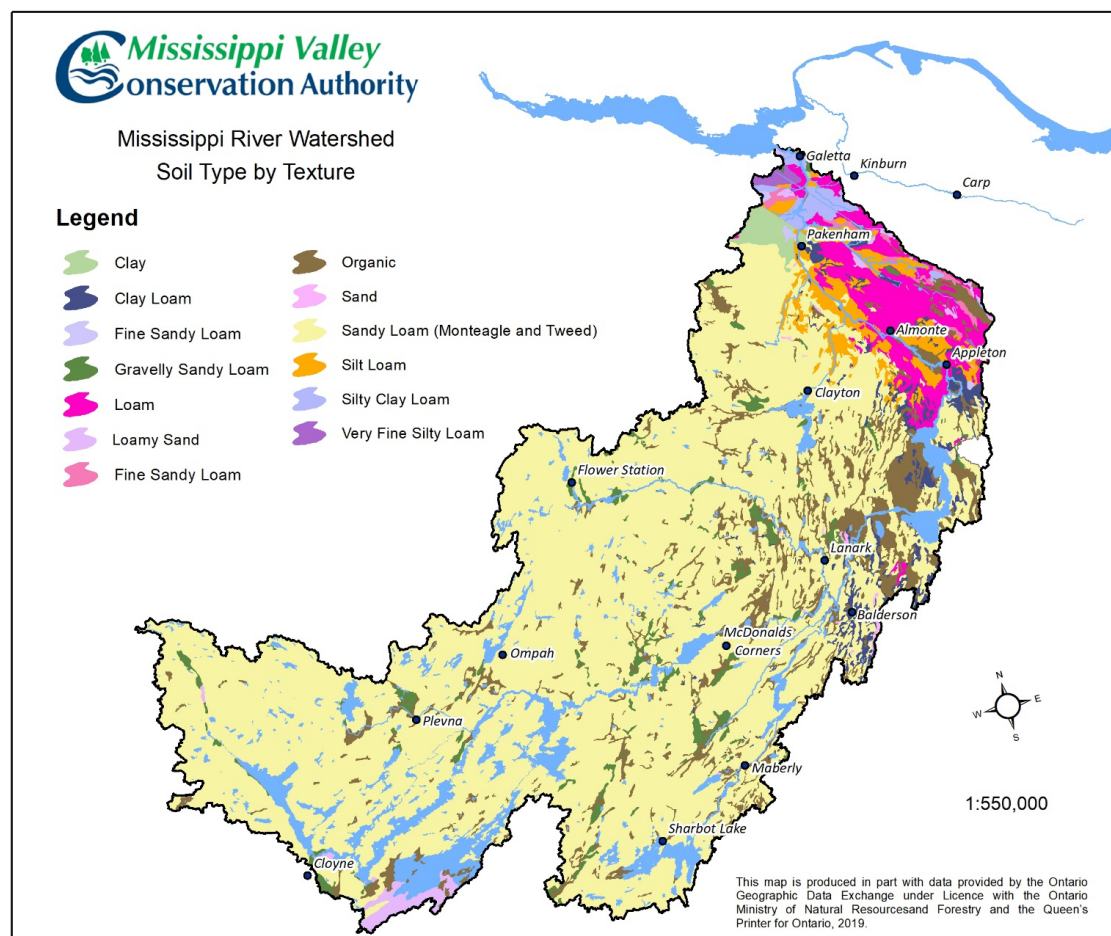 Mississippi Valley
Conservation Authority
Mississippi River Watershed
Soil Type by Texture
Legend
Clay
Clay Loam
Fine Sandy Loam
Gravelly Sandy Loam
Loam
Loamy Sand
Fine Sandy Loam
Organic
Sand
Sandy Loam (Monteagle and Tweed)
Silt Loam
Silty Clay Loam
Very Fine Silty Loam
Galetta
Kinburn
Carp
Pakenham
Almonte
Appleton
Clayton
Flower Station
Lanark
Balderson
McDonalds
Corners
Ompah
Plevna
Maberly
Sharbot Lake
Cloyne
N
E
W
S
1:550,000
This map is produced in part with data provided by the Ontario
Geographic Data Exchange under Licence with the Ontario
Ministry of Natural Resourcesand Forestry and the Queen's
Printer for Ontario, 2019.